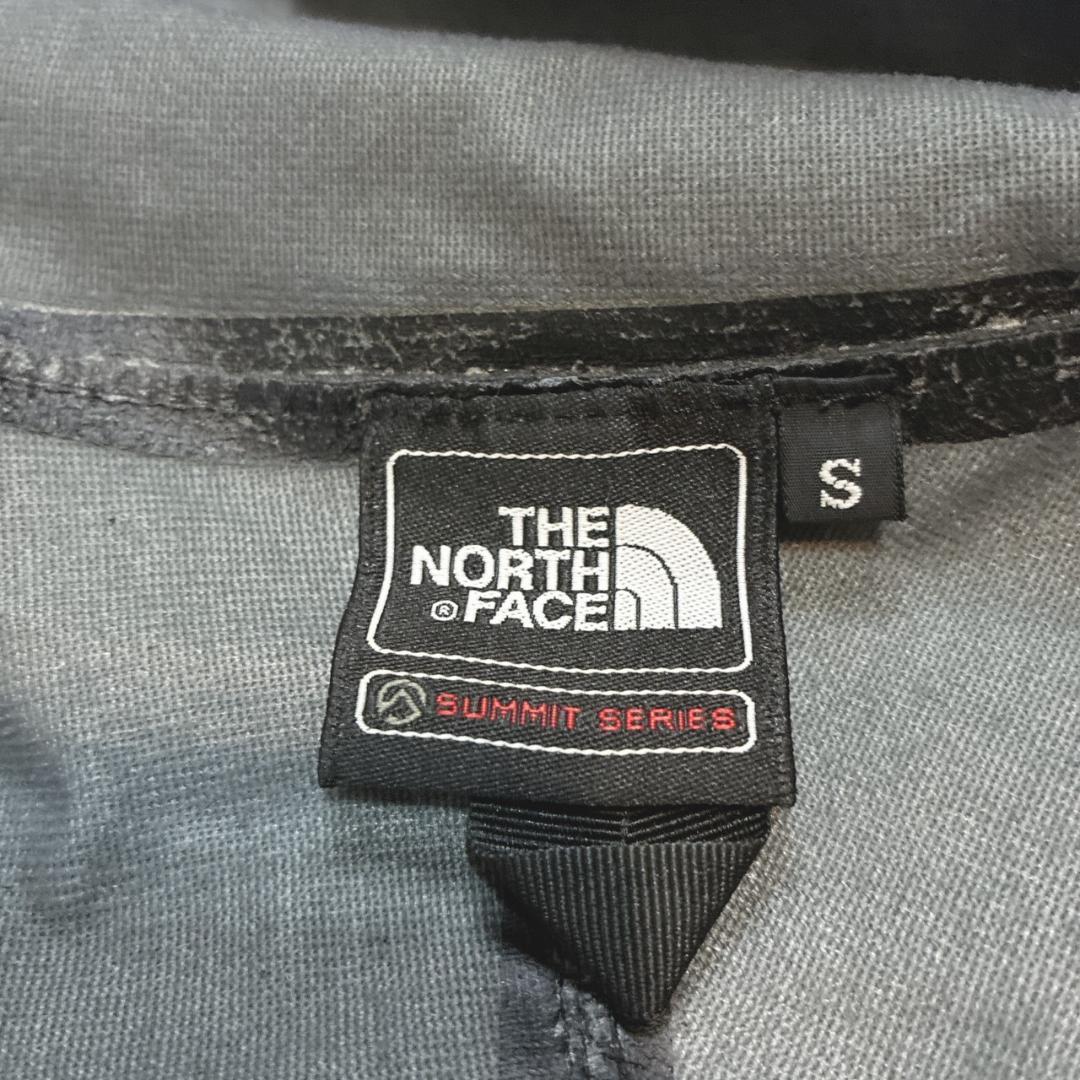 THE
NORTH
® FACE
SUMMIT SERIES
S